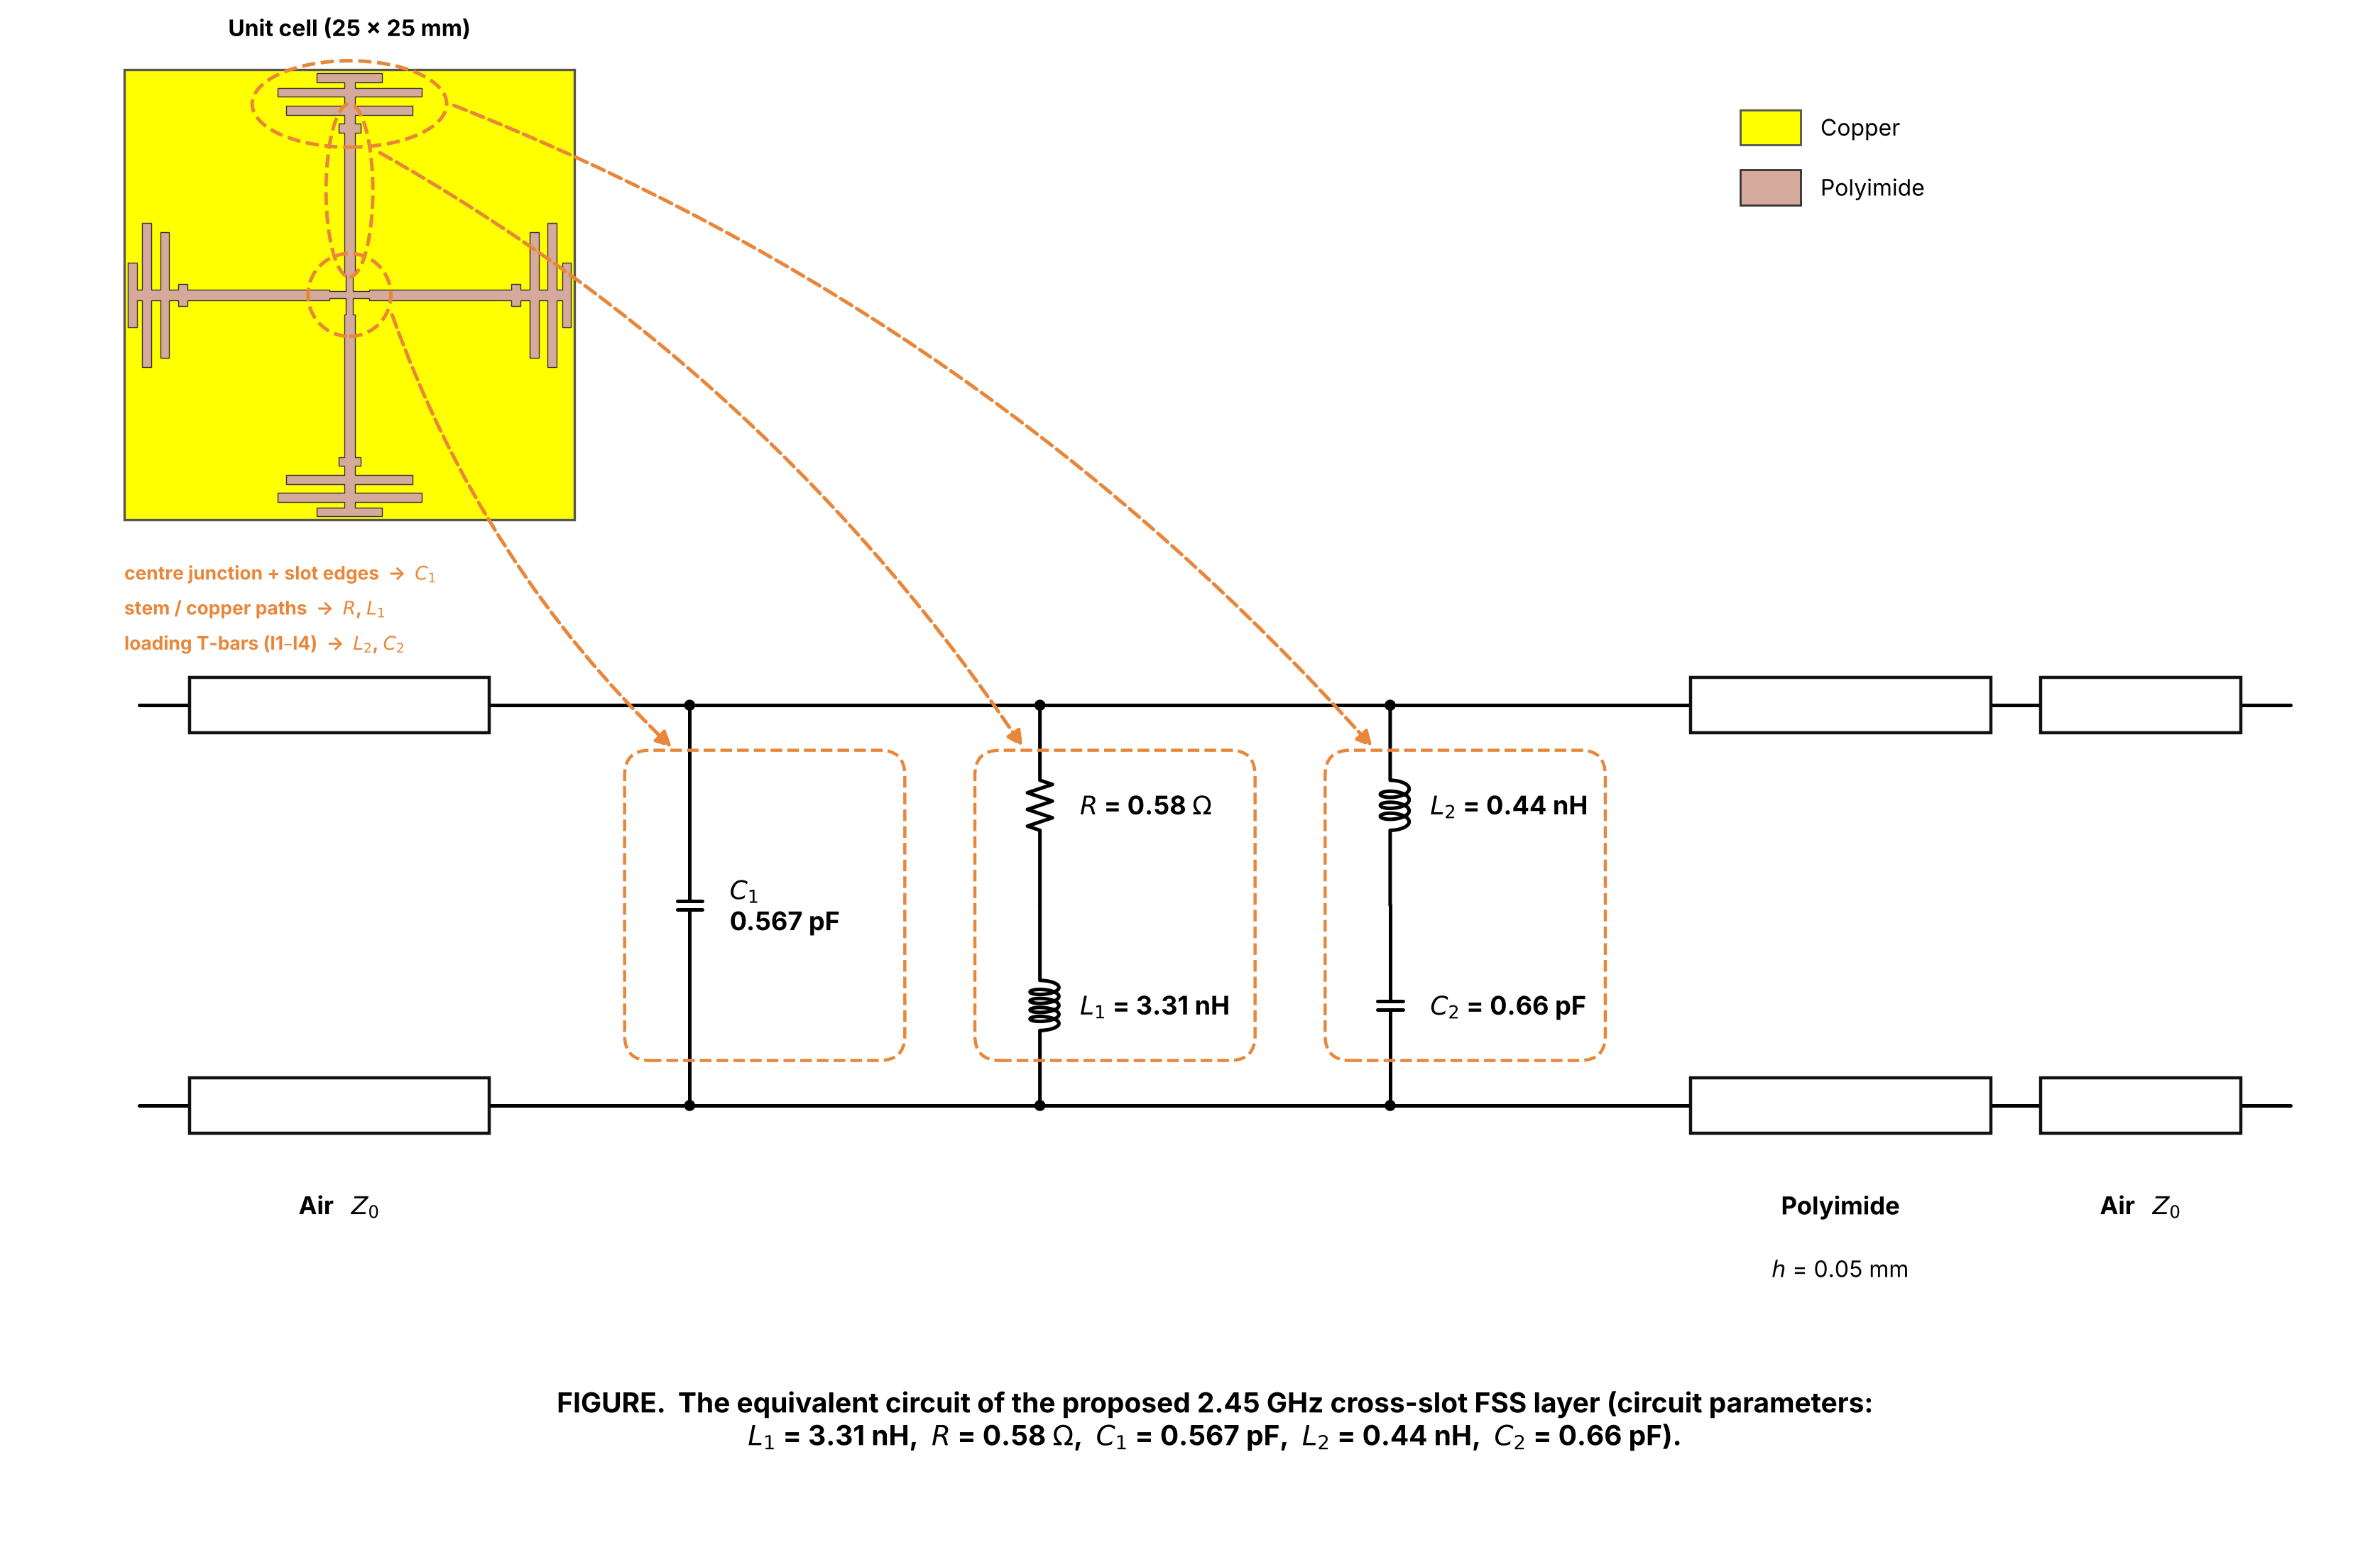 Unit cell (25 × 25 mm)
Copper
Polyimide
centre junction + slot edges → C₁
stem / copper paths → R, L₁
loading T-bars (l1–l4) → L₂, C₂
R = 0.58 Ω
L₂ = 0.44 nH
C₁
0.567 pF
L₁ = 3.31 nH
C₂ = 0.66 pF
Air Z₀
Polyimide
Air Z₀
h = 0.05 mm
FIGURE. The equivalent circuit of the proposed 2.45 GHz cross-slot FSS layer (circuit parameters:
L₁ = 3.31 nH, R = 0.58 Ω, C₁ = 0.567 pF, L₂ = 0.44 nH, C₂ = 0.66 pF).